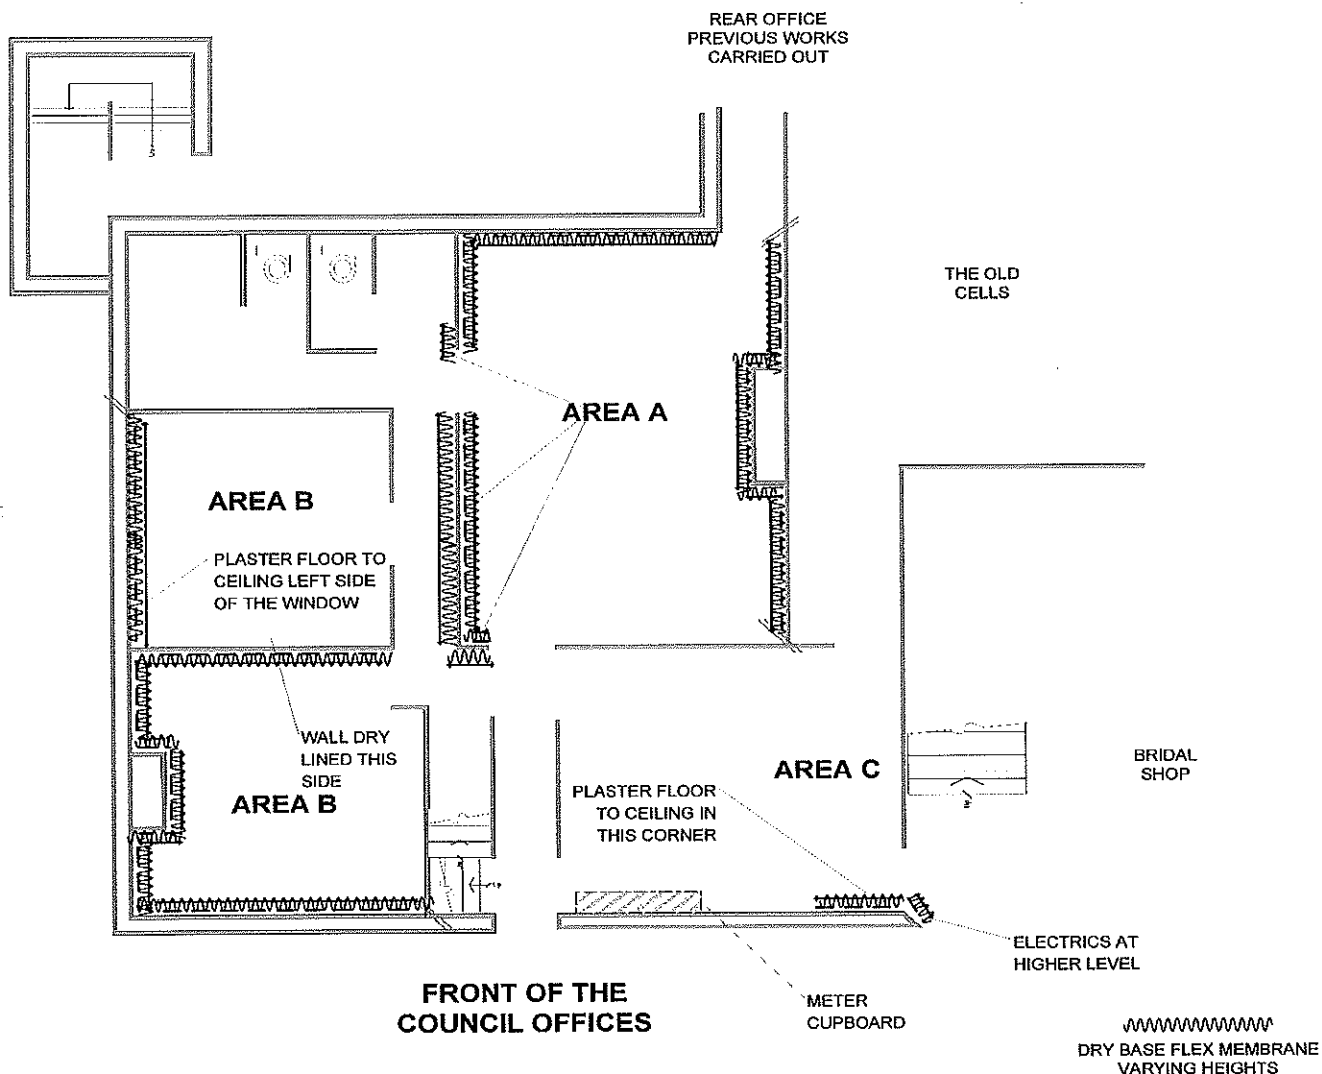 REAR OFFICE
PREVIOUS WORKS
CARRIED OUT
THE OLD
CELLS
AREA A
AREA B
PLASTER FLOOR TO
CEILING LEFT SIDE
OF THE WINDOW
WALL DRY
LINED THIS
SIDE
AREA B
AREA C
PLASTER FLOOR
TO CEILING IN
THIS CORNER
BRIDAL
SHOP
ELECTRICS AT
HIGHER LEVEL
METER
CUPBOARD
FRONT OF THE
COUNCIL OFFICES
DRY BASE FLEX MEMBRANE
VARYING HEIGHTS